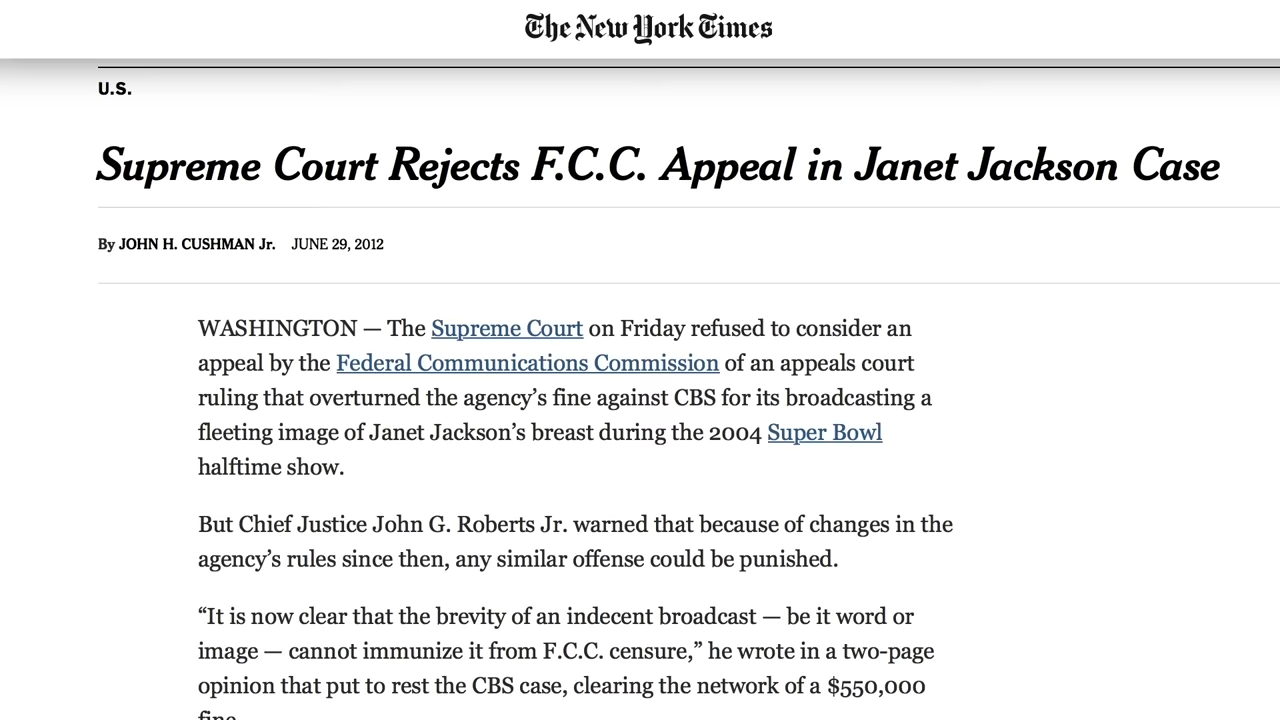 The New York Times
U.S.
Supreme Court Rejects F.C.C. Appeal in Janet Jackson Case
By JOHN H. CUSHMAN Jr. JUNE 29, 2012
WASHINGTON — The Supreme Court on Friday refused to consider an
appeal by the Federal Communications Commission of an appeals court
ruling that overturned the agency’s fine against CBS for its broadcasting a
fleeting image of Janet Jackson’s breast during the 2004 Super Bowl
halftime show.
But Chief Justice John G. Roberts Jr. warned that because of changes in the
agency’s rules since then, any similar offense could be punished.
“It is now clear that the brevity of an indecent broadcast — be it word or
image — cannot immunize it from F.C.C. censure,” he wrote in a two-page
opinion that put to rest the CBS case, clearing the network of a $550,000
fine.